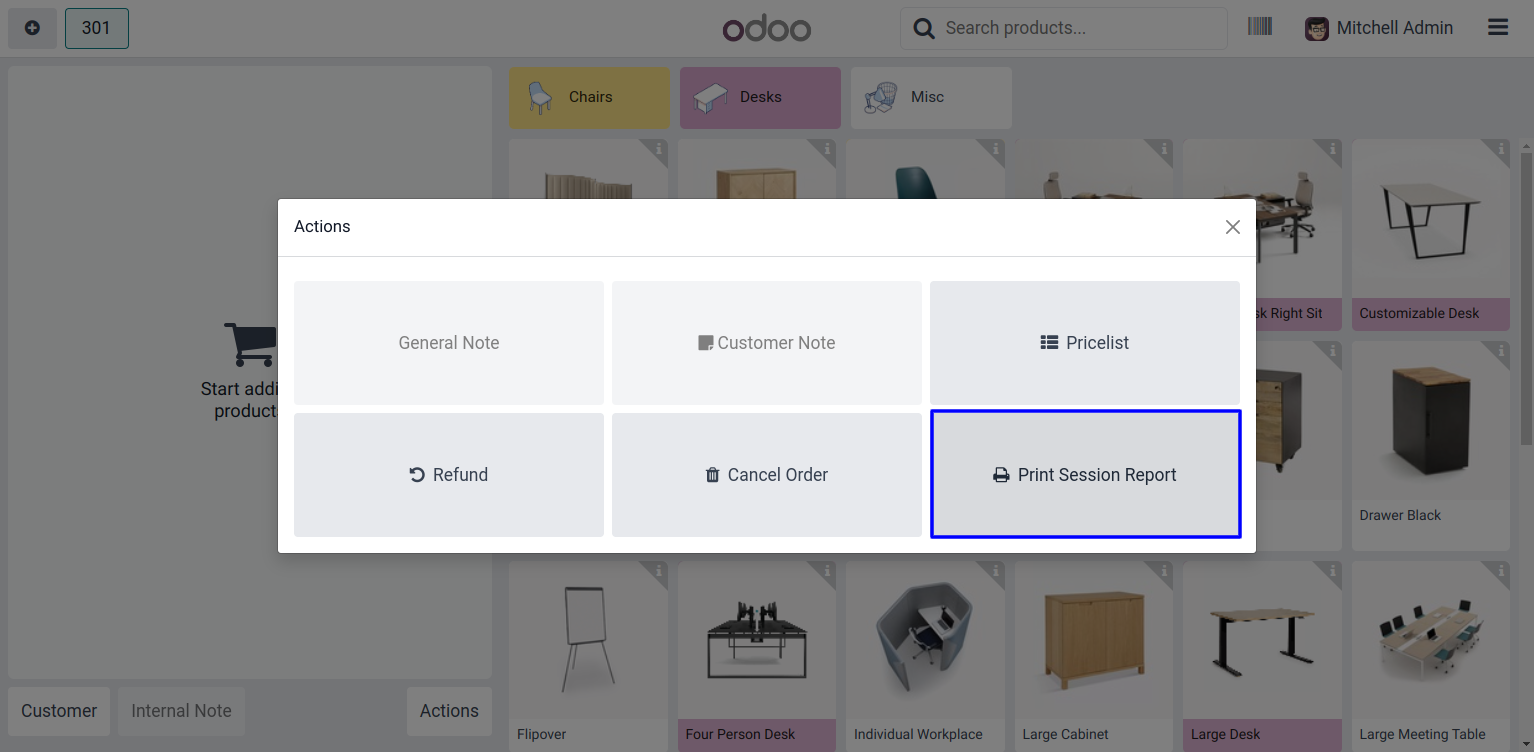 301
odoo
Search products...
Mitchell Admin
Chairs
Desks
Misc
Actions
General Note
Customer Note
Pricelist
Refund
Cancel Order
Print Session Report
Start addi
product
sk Right Sit
Customizable Desk
Drawer Black
Customer
Internal Note
Actions
Flipover
Four Person Desk
Individual Workplace
Large Cabinet
Large Desk
Large Meeting Table